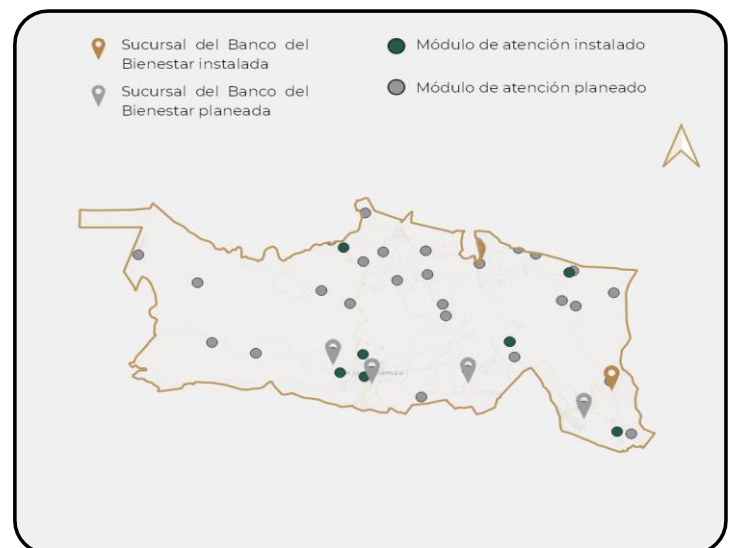 Sucursal del Banco del
Bienestar instalada
Sucursal del Banco del
Bienestar planeada
Módulo de atención instalado
Módulo de atención planeado